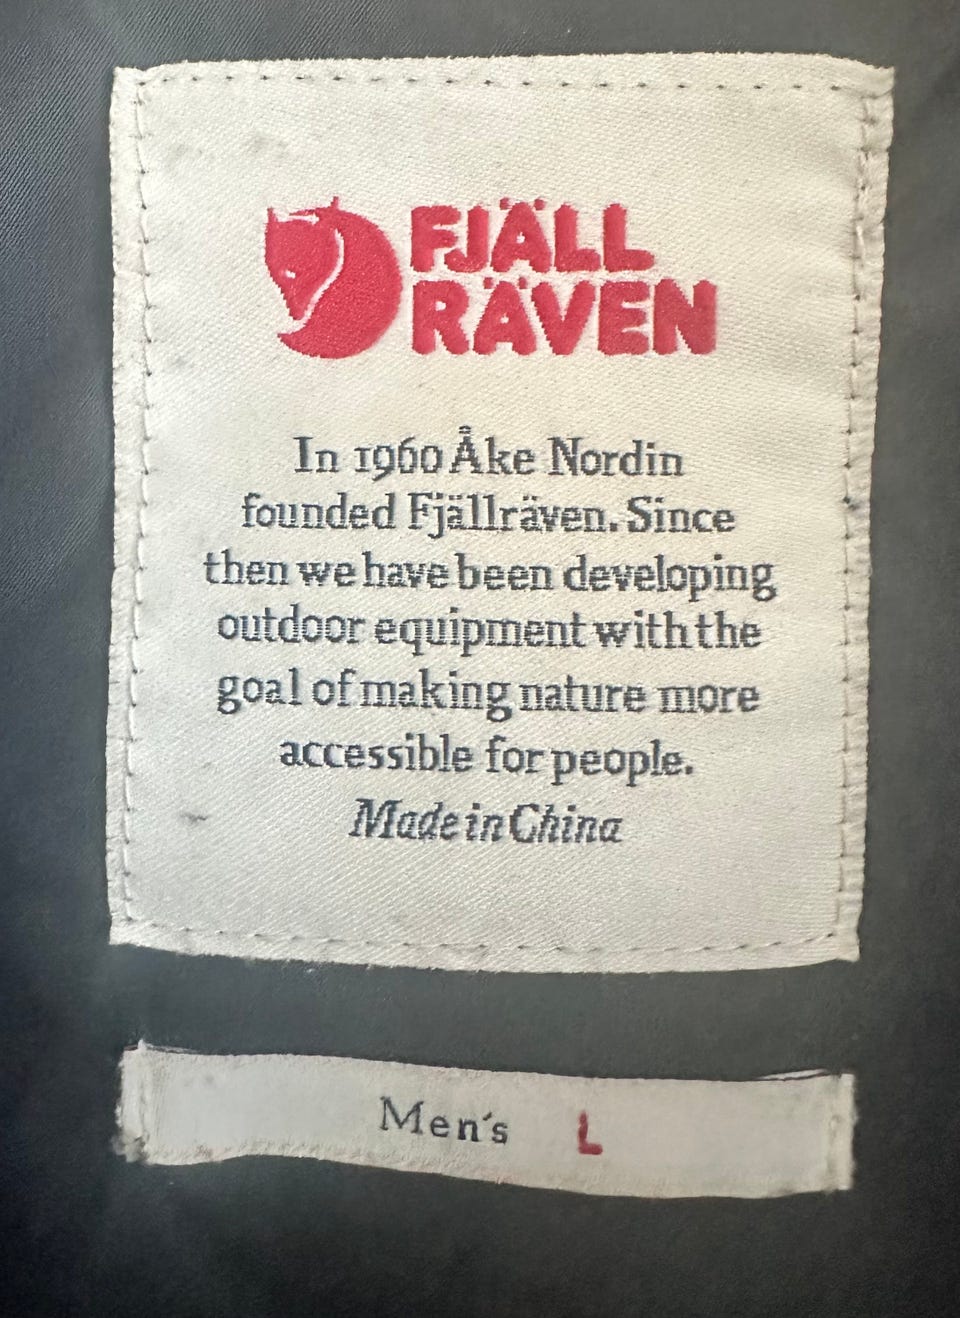 FJÄLL
RÄVEN
In 1960 Åke Nordin
founded Fjällräven. Since
then we have been developing
outdoor equipment with the
goal of making nature more
accessible for people.
Made in China
Men's L